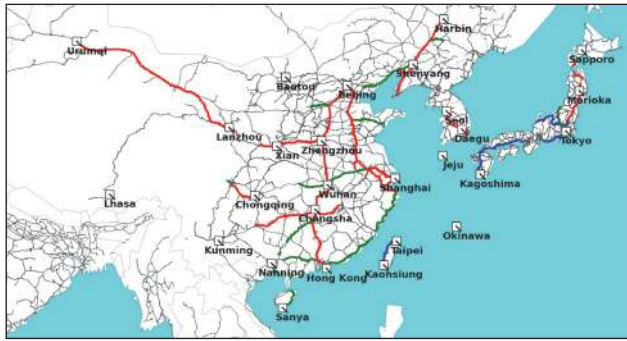 Harbin
Urumqi
Sapporo
Shenyang
Baotou
Beijing
Morioka
Seol
Lanzhou
Daegu
Tokyo
Zhengzhou
Xian
Jeju
Shanghai
Kagoshima
Wuhan
Lhasa
Chongqing
Changsha
Okinawa
Kunming
Taipei
Nanning
Kaohsiung
Hong Kong
Sanya